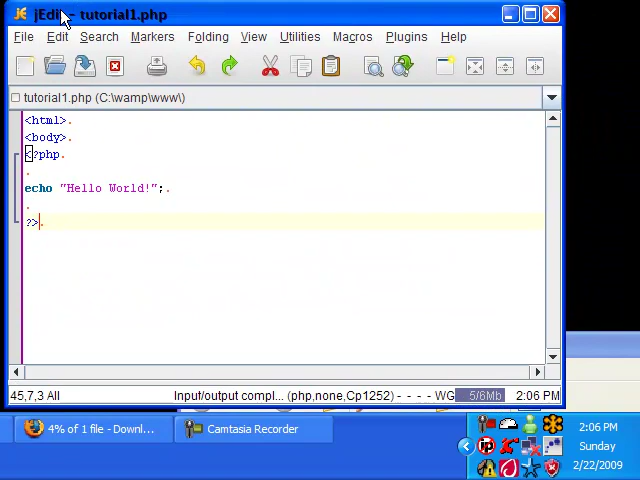 jEdit - tutorial1.php
File Edit Search Markers Folding View Utilities Macros Plugins Help
tutorial1.php (C:\wamp\www\)
<html>.
<body>.
<?php.
.
echo "Hello World!";.
.
?>.
45,7,3 All Input/output compl... (php,none,Cp1252) - - - - WG 5/6Mb 2:06 PM
4% of 1 file - Downl... Camtasia Recorder
2:06 PM
Sunday
2/22/2009